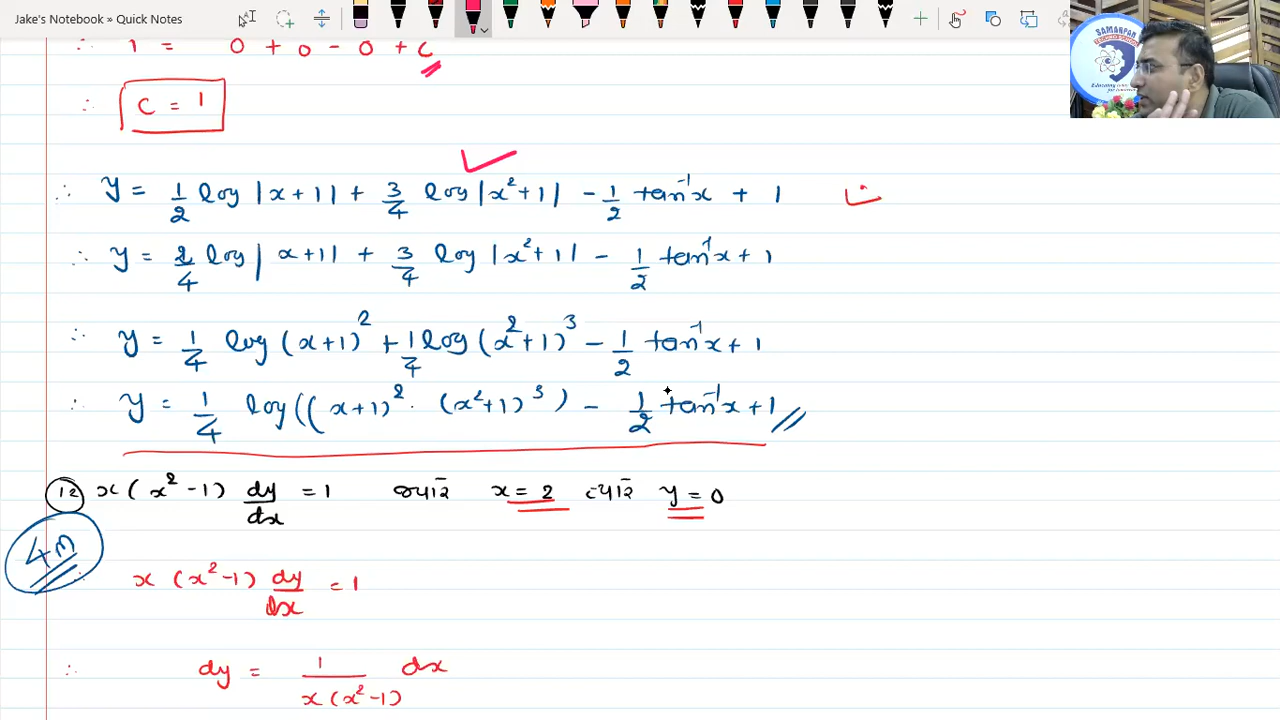 Jake's Notebook » Quick Notes
SAMARPAN
∴ 1 = 0 + 0 - 0 + C
∴ C = 1
∴ y = 1/2 log |x+1| + 3/4 log |x²+1| - 1/2 tan⁻¹x + 1
∴ y = 2/4 log | x+1| + 3/4 log |x²+1| - 1/2 tan⁻¹x + 1
∴ y = 1/4 log (x+1)² + 1/4 log (x²+1)³ - 1/2 tan⁻¹x + 1
∴ y = 1/4 log(( x+1)² · (x²+1)³) - 1/2 tan⁻¹x + 1
12 x(x²-1) dy/dx = 1 જ્યારે x = 2 ત્યારે y = 0
4m
x (x²-1) dy/dx = 1
∴ dy = 1/x(x²-1) dx